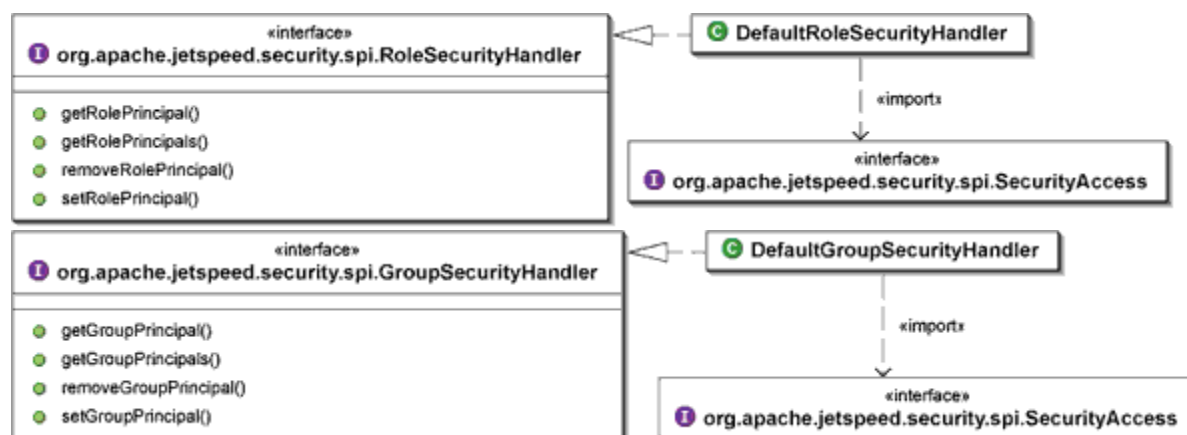 «interface»
I org.apache.jetspeed.security.spi.RoleSecurityHandler
getRolePrincipal()
getRolePrincipals()
removeRolePrincipal()
setRolePrincipal()
C DefaultRoleSecurityHandler
«import»
«interface»
I org.apache.jetspeed.security.spi.SecurityAccess
«interface»
I org.apache.jetspeed.security.spi.GroupSecurityHandler
getGroupPrincipal()
getGroupPrincipals()
removeGroupPrincipal()
setGroupPrincipal()
C DefaultGroupSecurityHandler
«import»
«interface»
I org.apache.jetspeed.security.spi.SecurityAccess